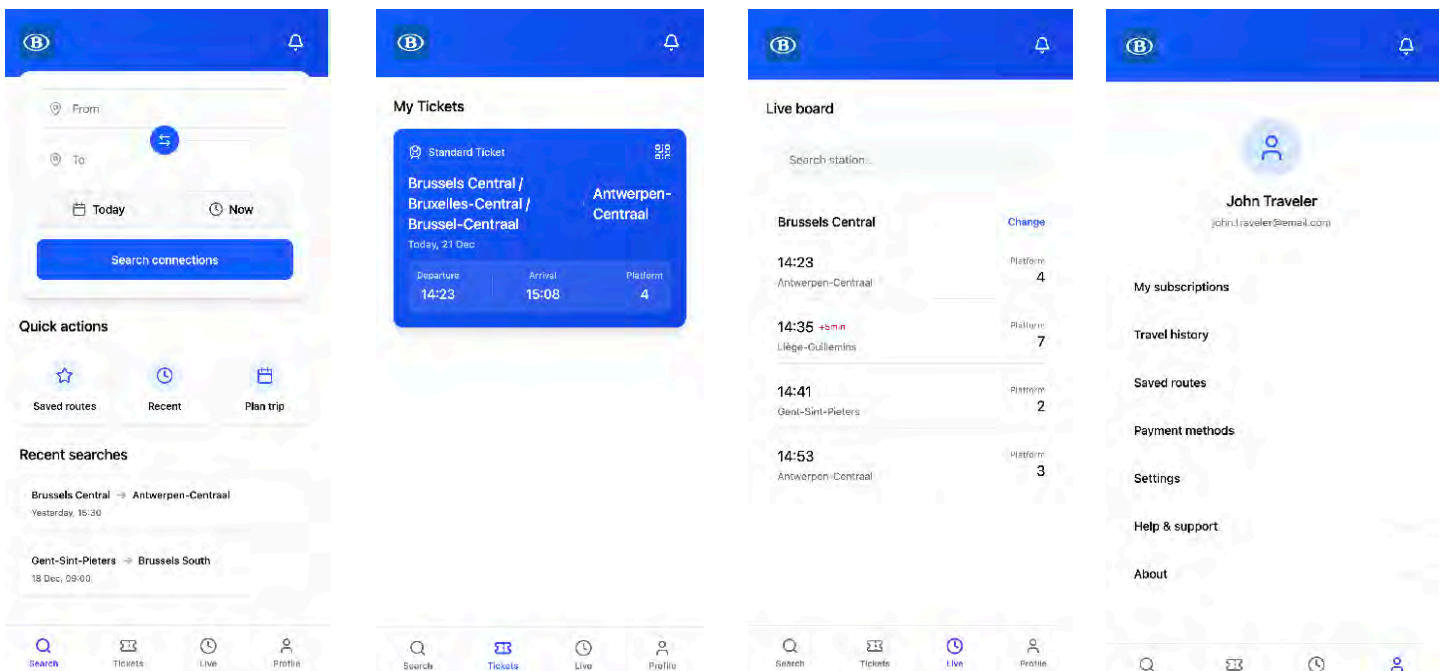 B
From
To
Today
Now
Search connections
Quick actions
Saved routes
Recent
Plan trip
Recent searches
Brussels Central → Antwerpen-Centraal
Yesterday, 15:30
Gent-Sint-Pieters → Brussels South
18 Dec, 09:00
Search
Tickets
Live
Profile
B
My Tickets
Standard Ticket
Brussels Central /
Bruxelles-Central /
Brussel-Centraal
Antwerpen-
Centraal
Today, 21 Dec
Departure
Arrival
Platform
14:23
15:08
4
Search
Tickets
Live
Profile
B
Live board
Search station...
Brussels Central
Change
14:23
Platform
4
Antwerpen-Centraal
14:35 +5min
Platform
7
Liège-Guillemins
14:41
Platform
2
Gent-Sint-Pieters
14:53
Platform
3
Antwerpen-Centraal
Search
Tickets
Live
Profile
B
John Traveler
john.traveler@email.com
My subscriptions
Travel history
Saved routes
Payment methods
Settings
Help & support
About